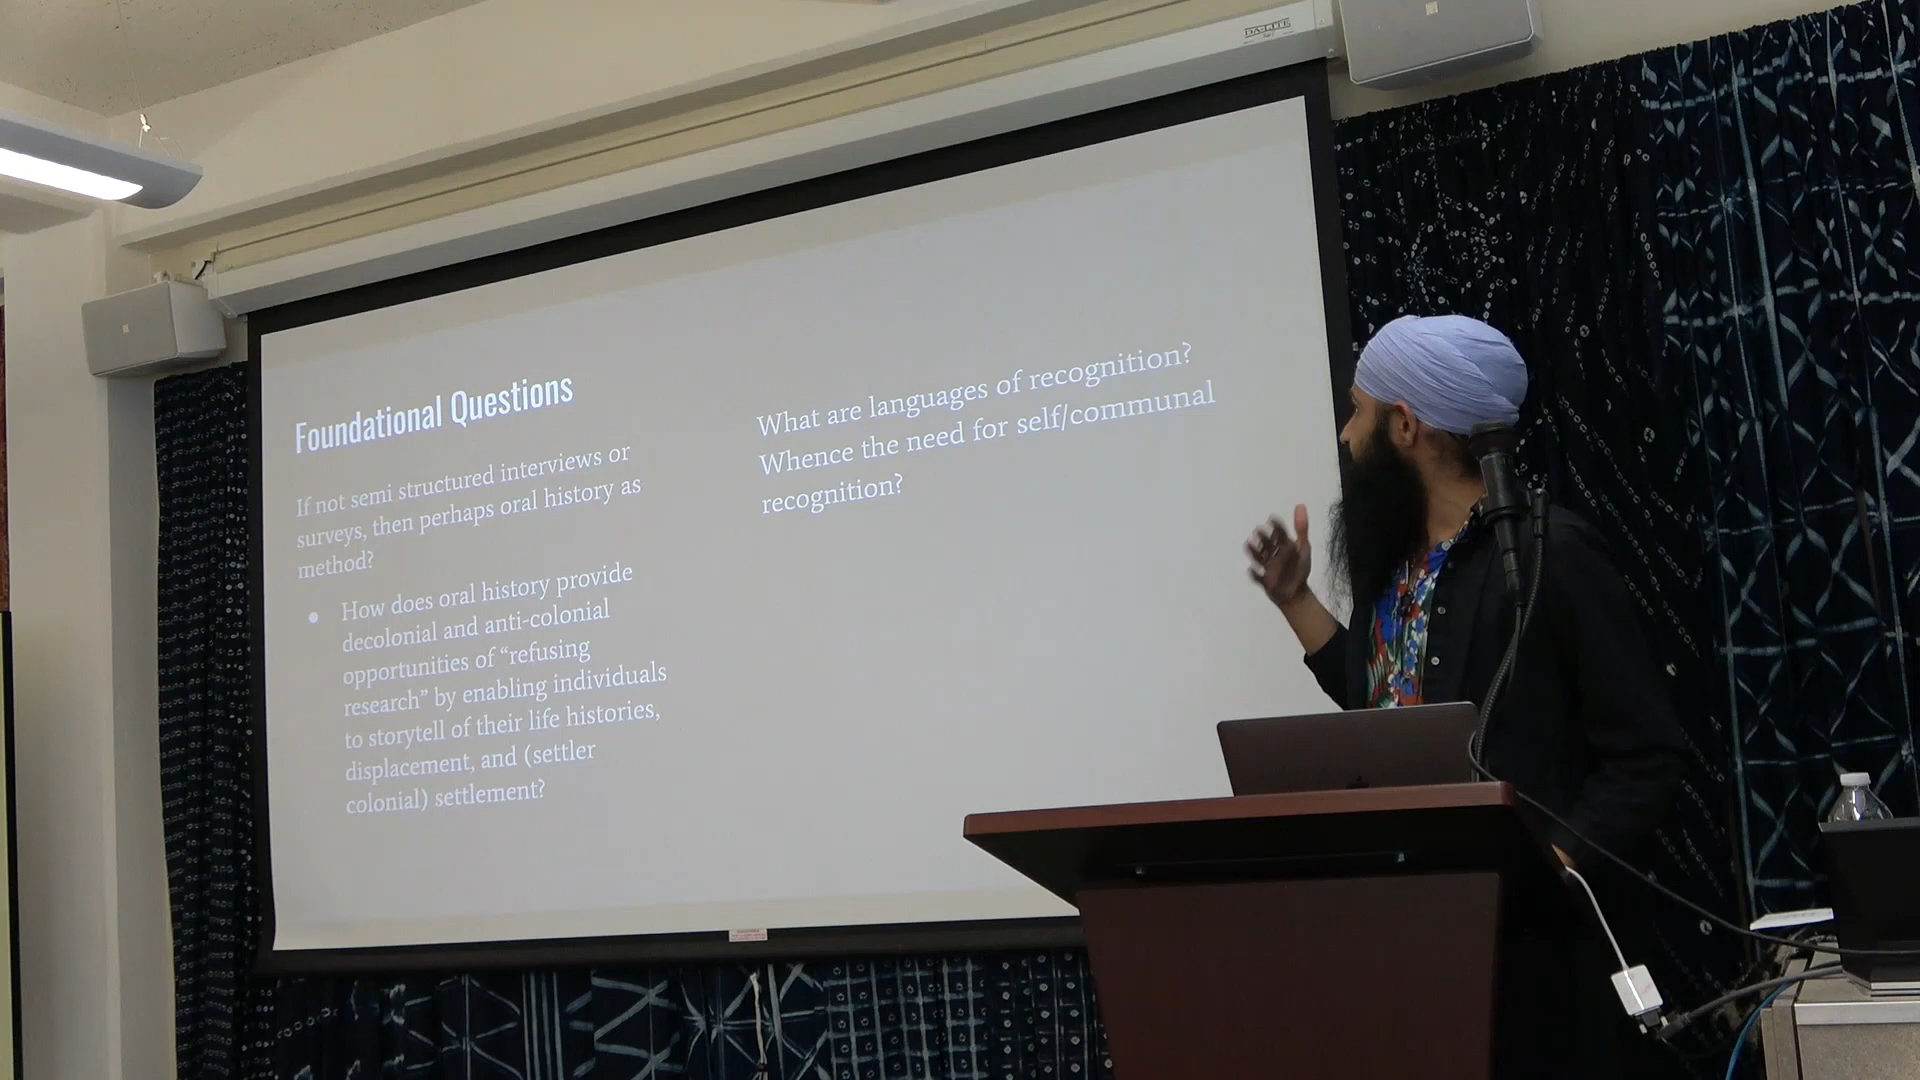 DA-LITE
Foundational Questions
If not semi structured interviews or
surveys, then perhaps oral history as
method?
● How does oral history provide
decolonial and anti-colonial
opportunities of “refusing
research” by enabling individuals
to storytell of their life histories,
displacement, and (settler
colonial) settlement?
What are languages of recognition?
Whence the need for self/communal
recognition?